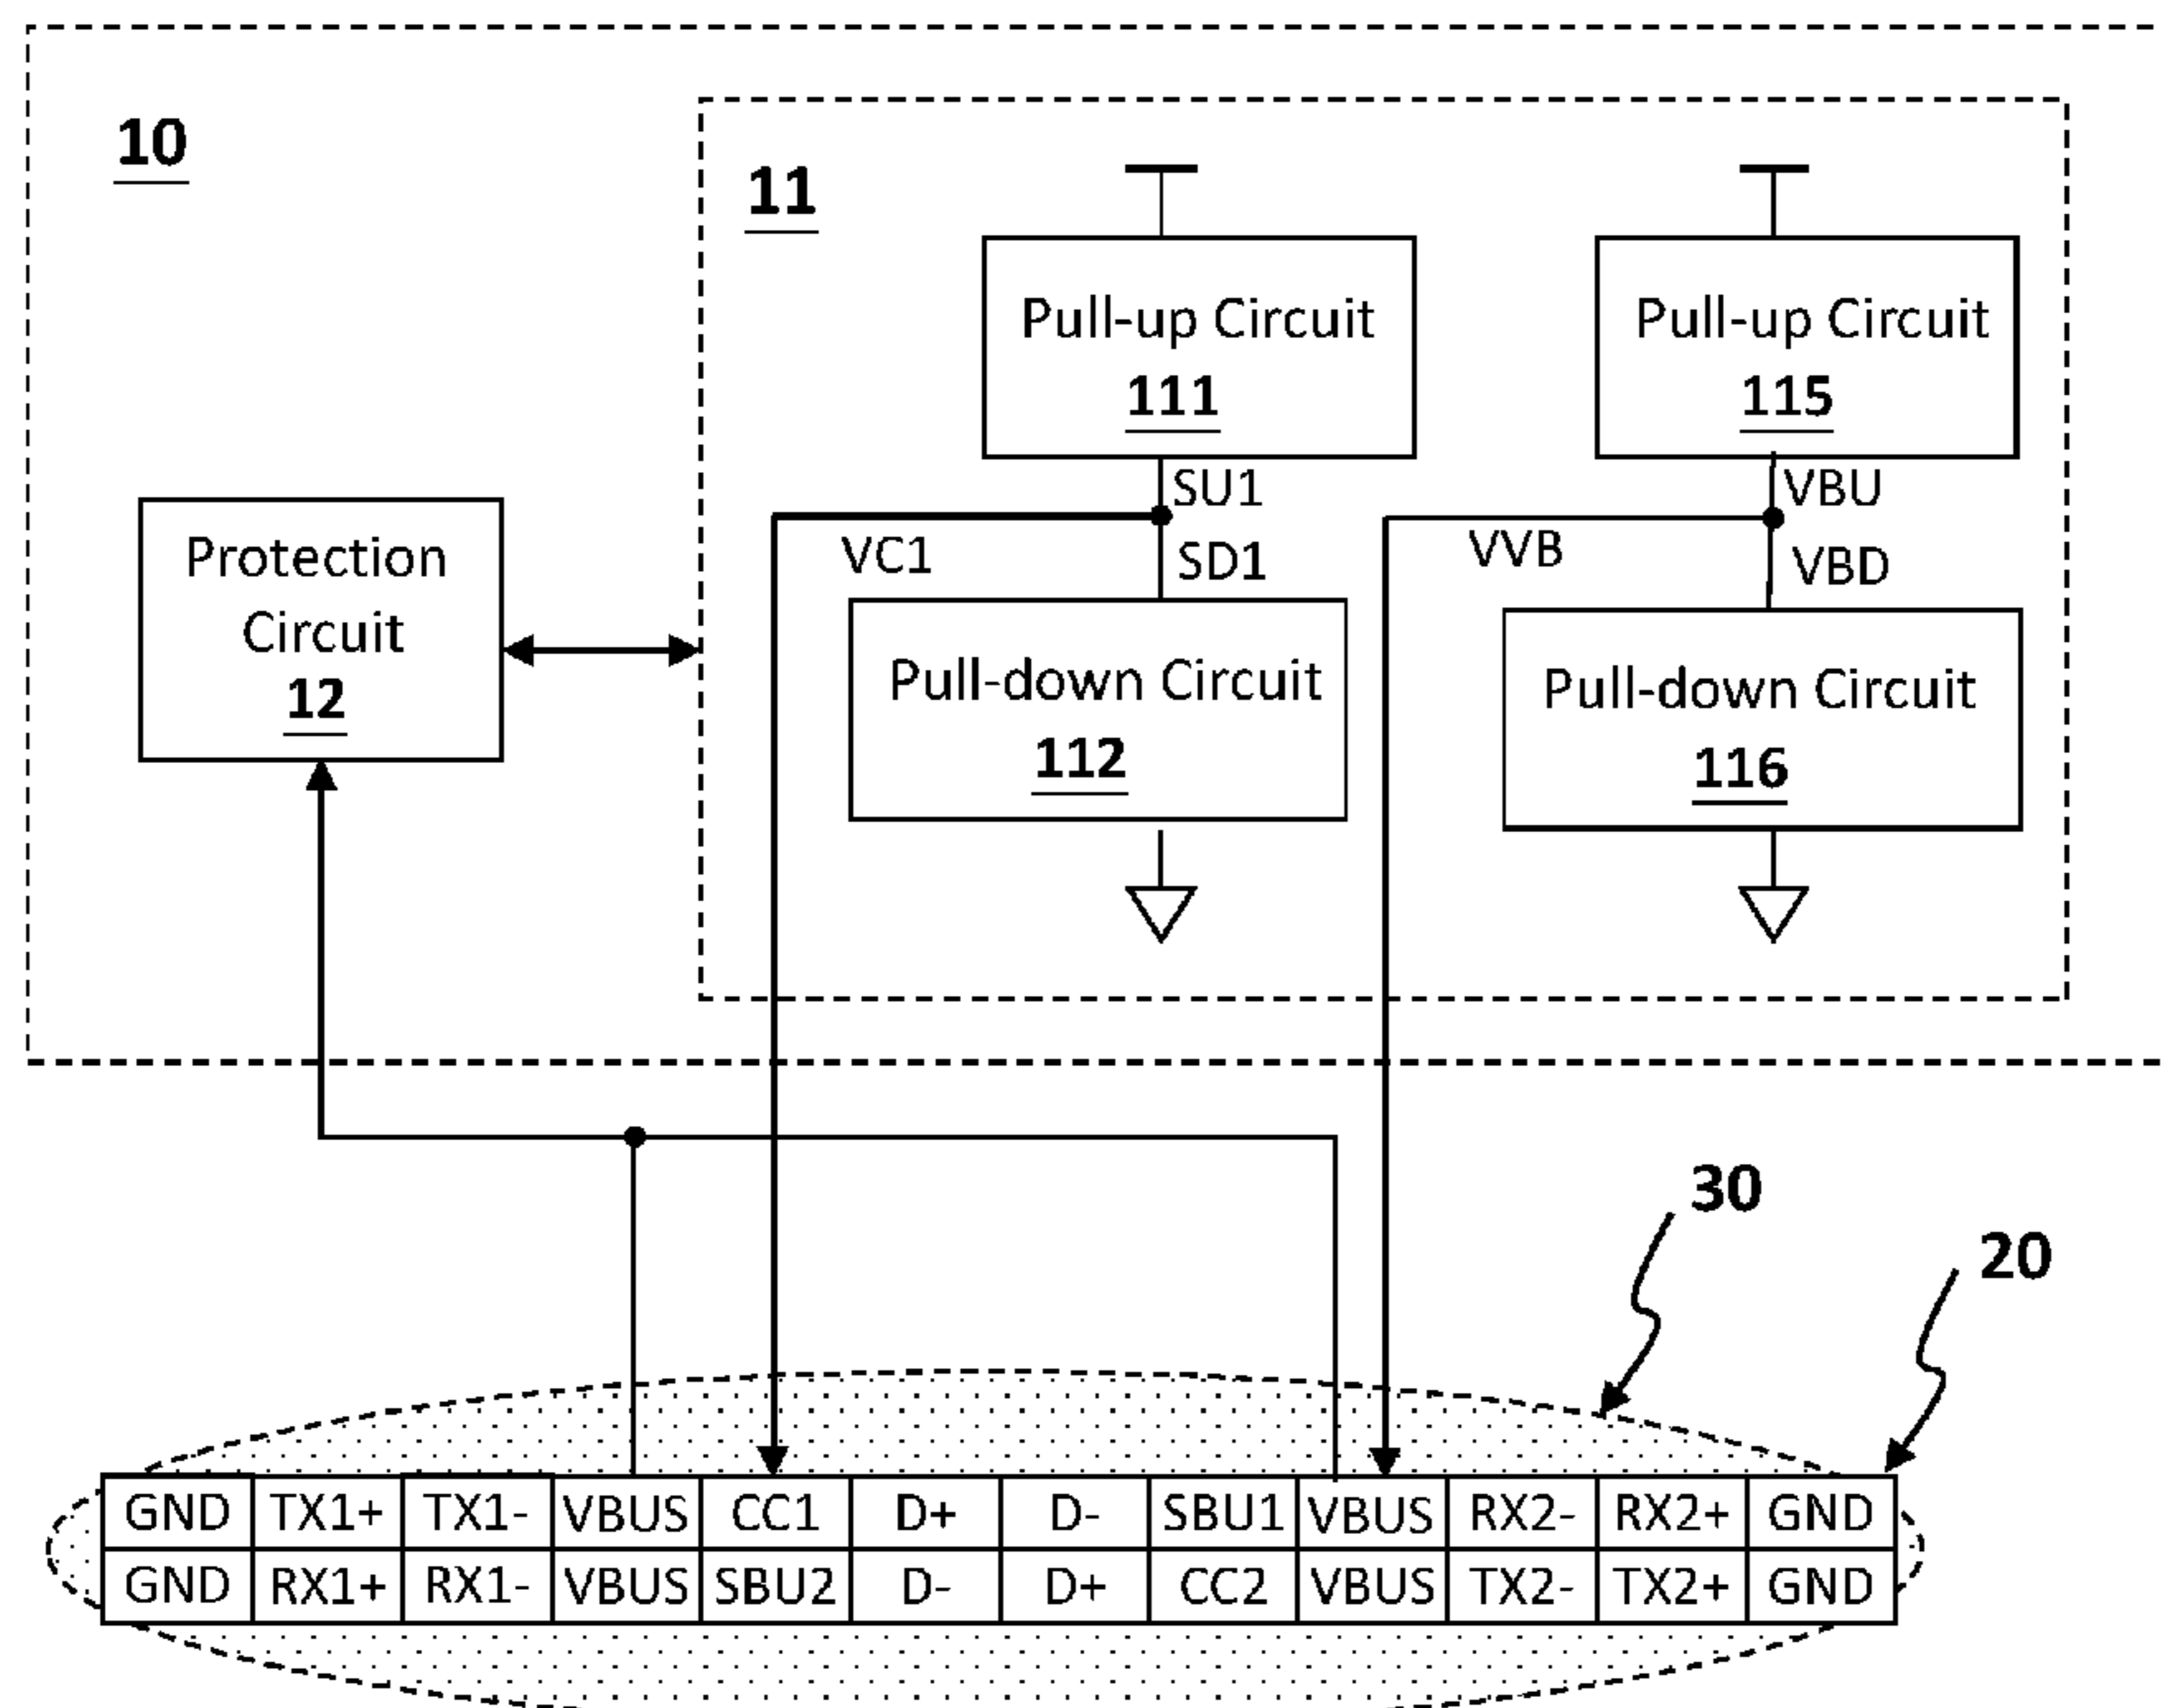 10
11
Pull-up Circuit
111
Pull-up Circuit
115
SU1
VBU
Protection
Circuit
12
VC1
SD1
VVB
VBD
Pull-down Circuit
112
Pull-down Circuit
116
30
20
GND TX1+ TX1- VBUS CC1 D+ D- SBU1 VBUS RX2- RX2+ GND
GND RX1+ RX1- VBUS SBU2 D- D+ CC2 VBUS TX2- TX2+ GND